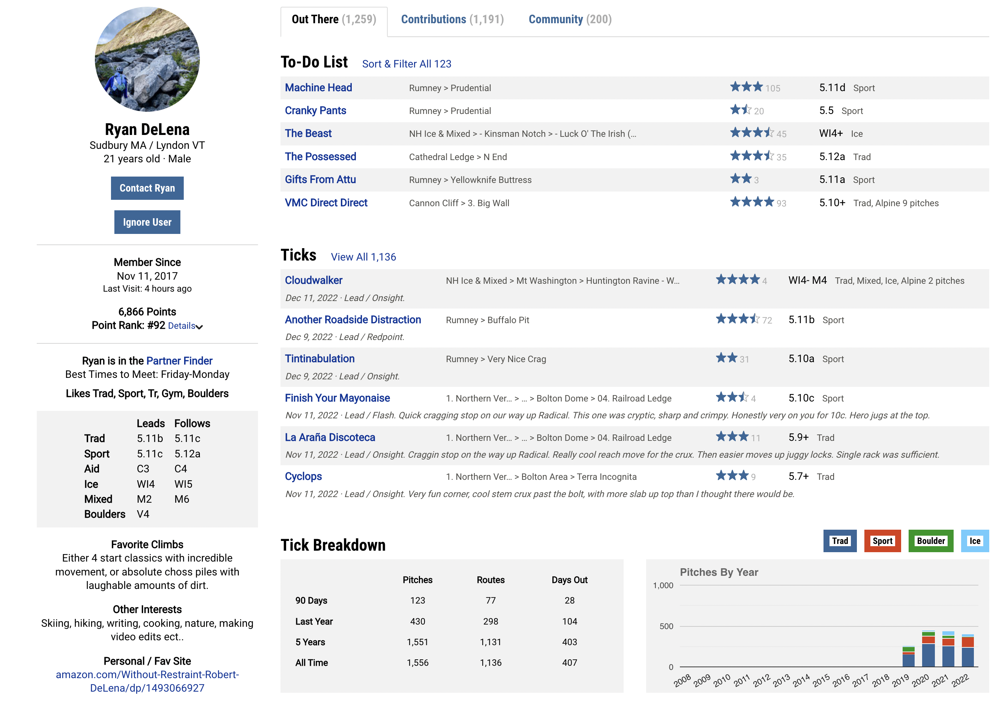 Ryan DeLena
Sudbury MA / Lyndon VT
21 years old · Male
Contact Ryan
Ignore User
Member Since
Nov 11, 2017
Last Visit: 4 hours ago
6,866 Points
Point Rank: #92 Details
Ryan is in the Partner Finder
Best Times to Meet: Friday-Monday
Likes Trad, Sport, Tr, Gym, Boulders
Leads Follows
Trad 5.11b 5.11c
Sport 5.11c 5.12a
Aid C3 C4
Ice WI4 WI5
Mixed M2 M6
Boulders V4
Favorite Climbs
Either 4 start classics with incredible
movement, or absolute choss piles with
laughable amounts of dirt.
Other Interests
Skiing, hiking, writing, cooking, nature, making
video edits ect..
Personal / Fav Site
amazon.com/Without-Restraint-Robert-
DeLena/dp/1493066927
Out There (1,259) Contributions (1,191) Community (200)
To-Do List Sort & Filter All 123
Machine Head Rumney > Prudential 105 5.11d Sport
Cranky Pants Rumney > Prudential 20 5.5 Sport
The Beast NH Ice & Mixed > - Kinsman Notch > - Luck O' The Irish (... 45 WI4+ Ice
The Possessed Cathedral Ledge > N End 35 5.12a Trad
Gifts From Attu Rumney > Yellowknife Buttress 3 5.11a Sport
VMC Direct Direct Cannon Cliff > 3. Big Wall 93 5.10+ Trad, Alpine 9 pitches
Ticks View All 1,136
Cloudwalker NH Ice & Mixed > Mt Washington > Huntington Ravine - W... 4 WI4- M4 Trad, Mixed, Ice, Alpine 2 pitches
Dec 11, 2022 · Lead / Onsight.
Another Roadside Distraction Rumney > Buffalo Pit 72 5.11b Sport
Dec 9, 2022 · Lead / Redpoint.
Tintinabulation Rumney > Very Nice Crag 31 5.10a Sport
Dec 9, 2022 · Lead / Onsight.
Finish Your Mayonaise 1. Northern Ver... > ... > Bolton Dome > 04. Railroad Ledge 4 5.10c Sport
Nov 11, 2022 · Lead / Flash. Quick cragging stop on our way up Radical. This one was cryptic, sharp and crimpy. Honestly very on you for 10c. Hero jugs at the top.
La Araña Discoteca 1. Northern Ver... > ... > Bolton Dome > 04. Railroad Ledge 11 5.9+ Trad
Nov 11, 2022 · Lead / Onsight. Craggin stop on the way up Radical. Really cool reach move for the crux. Then easier moves up juggy locks. Single rack was sufficient.
Cyclops 1. Northern Ver... > Bolton Area > Terra Incognita 9 5.7+ Trad
Nov 11, 2022 · Lead / Onsight. Very fun corner, cool stem crux past the bolt, with more slab up top than I thought there would be.
Tick Breakdown
Trad Sport Boulder Ice
Pitches Routes Days Out
90 Days 123 77 28
Last Year 430 298 104
5 Years 1,551 1,131 403
All Time 1,556 1,136 407
Pitches By Year
1,000
500
0
2008 2009 2010 2011 2012 2013 2014 2015 2016 2017 2018 2019 2020 2021 2022